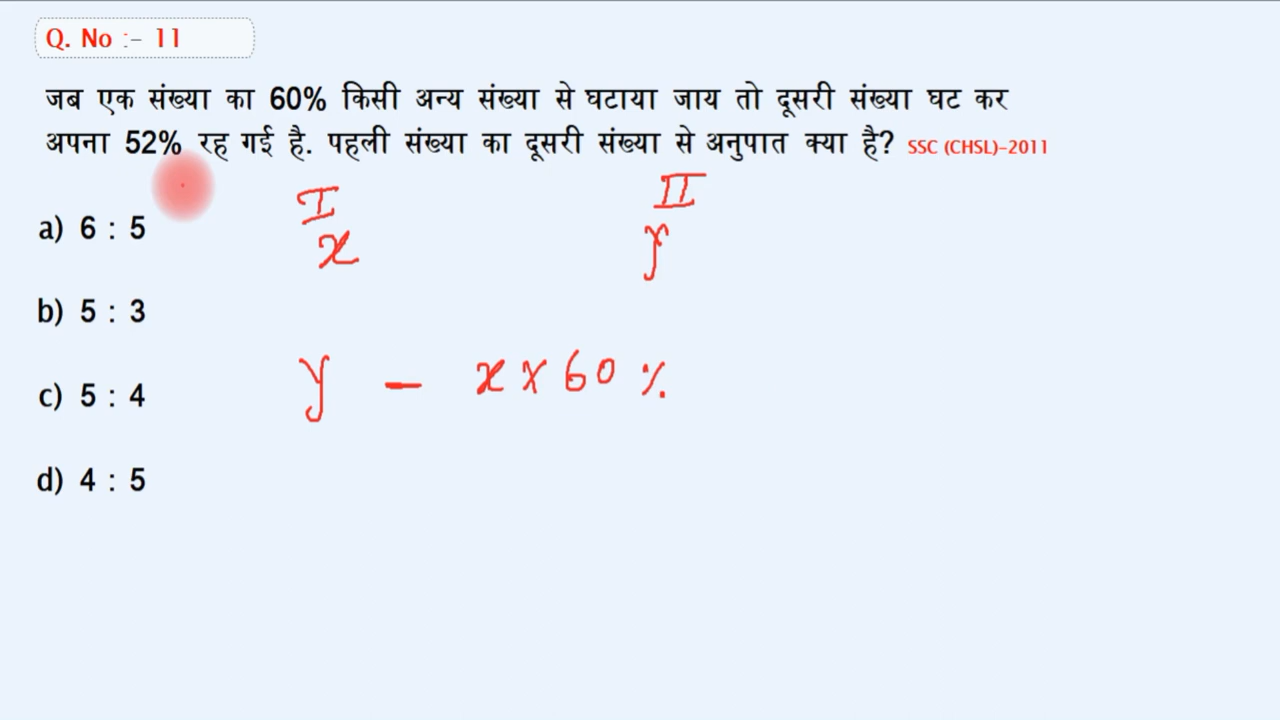 Q. No :- 11
जब एक संख्या का 60% किसी अन्य संख्या से घटाया जाय तो दूसरी संख्या घट कर
अपना 52% रह गई है. पहली संख्या का दूसरी संख्या से अनुपात क्या है? SSC (CHSL)-2011
I II
a) 6 : 5
x y
b) 5 : 3
y - x × 60 %
c) 5 : 4
d) 4 : 5